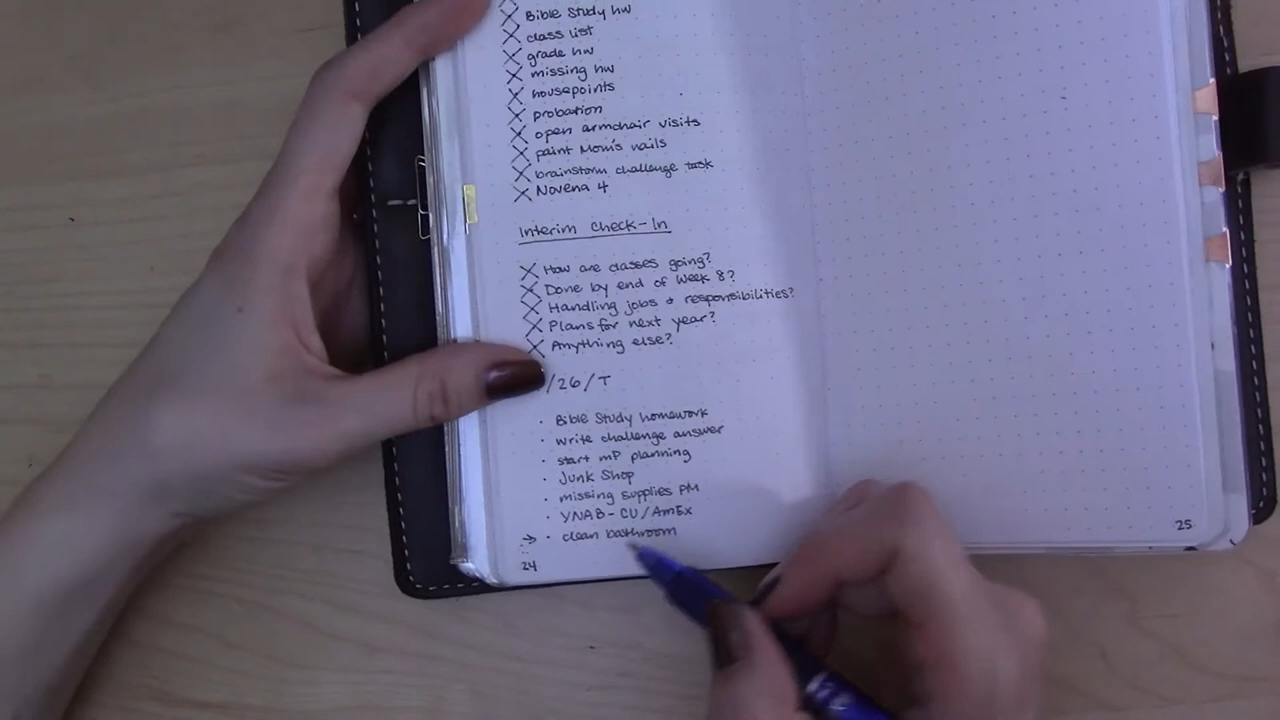 Bible Study hw
class list
grade hw
missing hw
housepoints
probation
open armchair visits
paint Mom's nails
brainstorm challenge task
Novena 4
Interim Check-In
How are classes going?
Done by end of Week 8?
Handling jobs & responsibilities?
Plans for next year?
Anything else?
/26/T
Bible Study homework
write challenge answer
start MP planning
Junk Shop
missing supplies PM
YNAB - CU/AmEx
→ · clean bathroom
24
25